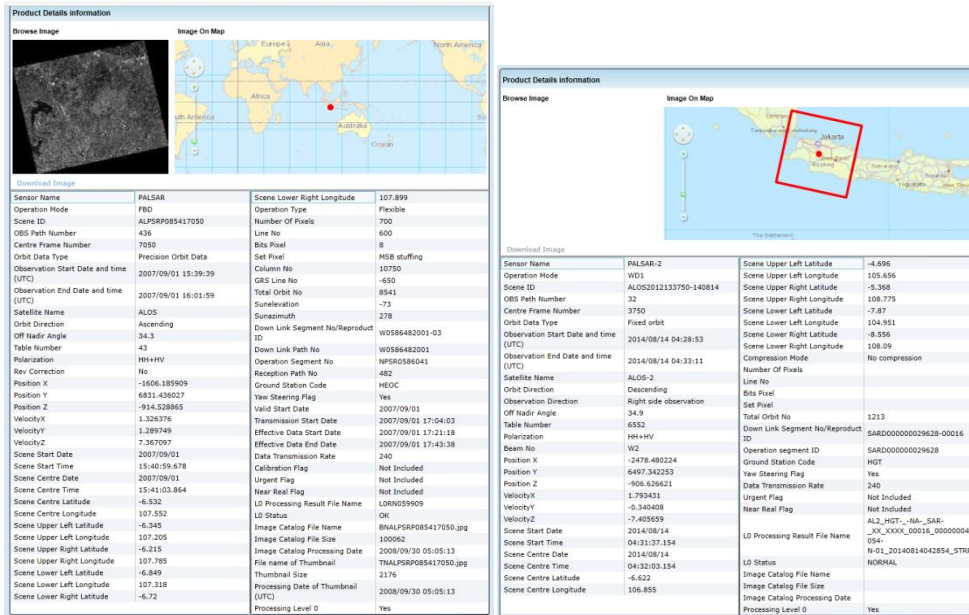 Product Details information
Browse Image Image On Map
Europe Asia North America
Africa
South America
Australia
Ocean
Download Image
Sensor Name PALSAR
Operation Mode FBD
Scene ID ALPSRP085417050
OBS Path Number 436
Centre Frame Number 7050
Orbit Data Type Precision Orbit Data
Observation Start Date and time
(UTC) 2007/09/01 15:39:39
Observation End Date and time
(UTC) 2007/09/01 16:01:59
Satellite Name ALOS
Orbit Direction Ascending
Off Nadir Angle 34.3
Table Number 43
Polarization HH+HV
Rev Correction No
Position X -1606.185909
Position Y 6831.436027
Position Z -914.528865
VelocityX 1.326376
VelocityY 1.289749
VelocityZ 7.367097
Scene Start Date 2007/09/01
Scene Start Time 15:40:59.678
Scene Centre Date 2007/09/01
Scene Centre Time 15:41:03.864
Scene Centre Latitude -6.532
Scene Centre Longitude 107.552
Scene Upper Left Latitude -6.345
Scene Upper Left Longitude 107.205
Scene Upper Right Latitude -6.215
Scene Upper Right Longitude 107.785
Scene Lower Left Latitude -6.849
Scene Lower Left Longitude 107.318
Scene Lower Right Latitude -6.72
Scene Lower Right Longitude 107.899
Operation Type Flexible
Number Of Pixels 700
Line No 600
Bits Pixel 8
Set Pixel MSB stuffing
Column No 10750
GRS Line No -650
Total Orbit No 8541
Sunelevation -73
Sunazimuth 278
Down Link Segment No/Reproduct
ID W0586482001-03
Down Link Path No W0586482001
Operation Segment No NPSR0586041
Reception Path No 482
Ground Station Code HEOC
Yaw Steering Flag Yes
Valid Start Date 2007/09/01
Transmission Start Date 2007/09/01 17:04:03
Effective Data Start Date 2007/09/01 17:21:18
Effective Data End Date 2007/09/01 17:43:38
Data Transmission Rate 240
Calibration Flag Not Included
Urgent Flag Not Included
Near Real Flag Not Included
L0 Processing Result File Name L0RN059909
L0 Status OK
Image Catalog File Name BNALPSRP085417050.jpg
Image Catalog File Size 100062
Image Catalog Processing Date 2008/09/30 05:05:13
File name of Thumbnail TNALPSRP085417050.jpg
Thumbnail Size 2176
Processing Date of Thumbnail
(UTC) 2008/09/30 05:05:13
Processing Level 0 Yes
Product Details information
Browse Image Image On Map
Jakarta
Bandung
Semarang
Yogyakarta
The Settlement
Download Image
Sensor Name PALSAR-2
Operation Mode WD1
Scene ID ALOS2012133750-140814
OBS Path Number 32
Centre Frame Number 3750
Orbit Data Type Fixed orbit
Observation Start Date and time
(UTC) 2014/08/14 04:28:53
Observation End Date and time
(UTC) 2014/08/14 04:33:11
Satellite Name ALOS-2
Orbit Direction Descending
Observation Direction Right side observation
Off Nadir Angle 34.9
Table Number 6552
Polarization HH+HV
Beam No W2
Position X -2478.480224
Position Y 6497.342253
Position Z -906.626621
VelocityX 1.793431
VelocityY -0.340408
VelocityZ -7.405659
Scene Start Date 2014/08/14
Scene Start Time 04:31:37.154
Scene Centre Date 2014/08/14
Scene Centre Time 04:32:03.154
Scene Centre Latitude -6.622
Scene Centre Longitude 106.855
Scene Upper Left Latitude -4.696
Scene Upper Left Longitude 105.656
Scene Upper Right Latitude -5.368
Scene Upper Right Longitude 108.775
Scene Lower Left Latitude -7.87
Scene Lower Left Longitude 104.951
Scene Lower Right Latitude -8.556
Scene Lower Right Longitude 108.09
Compression Mode No compression
Number Of Pixels
Line No
Bits Pixel
Set Pixel
Total Orbit No 1213
Down Link Segment No/Reproduct
ID SARD000000029628-00016
Operation segment ID SARD000000029628
Ground Station Code HGT
Yaw Steering Flag Yes
Data Transmission Rate 240
Urgent Flag Not Included
Near Real Flag Not Included
L0 Processing Result File Name AL2_HGT-_-NA-_SAR-
_XX_XXXX_00016_00000004
054-
N-01_20140814042854_STRI
L0 Status NORMAL
Image Catalog File Name
Image Catalog File Size
Image Catalog Processing Date
Processing Level 0 Yes